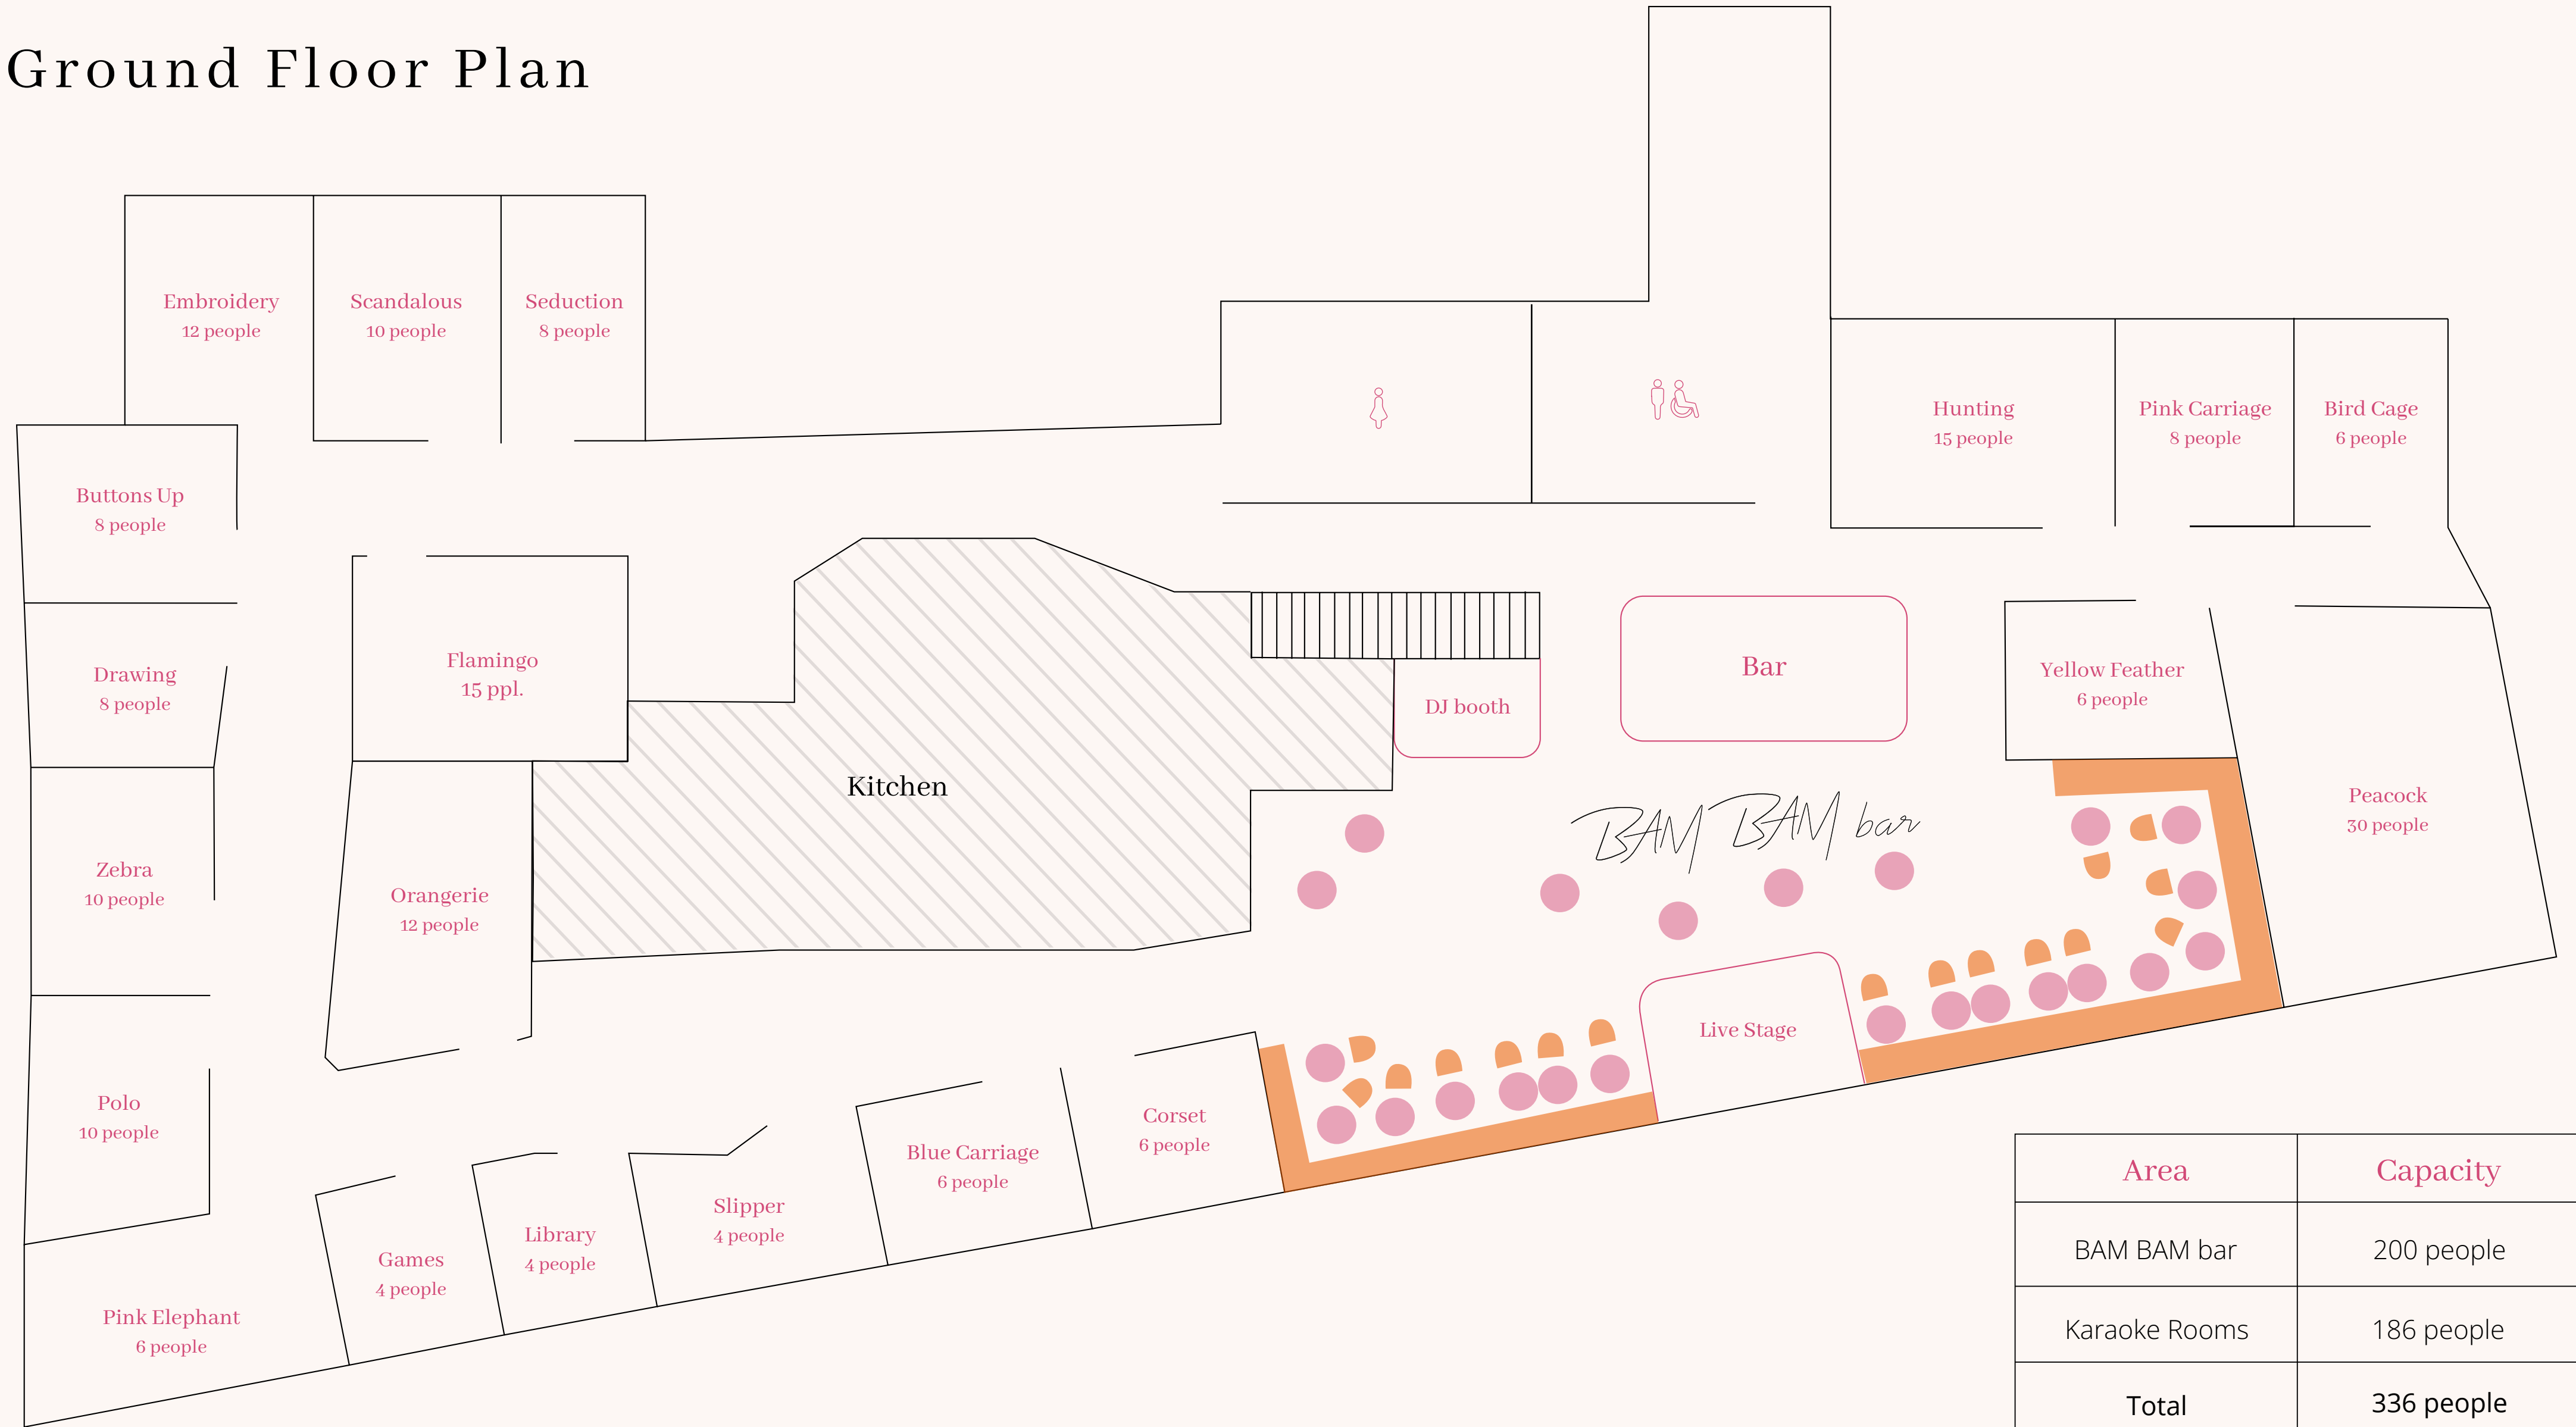 Ground Floor Plan
Embroidery
12 people
Scandalous
10 people
Seduction
8 people
Hunting
15 people
Pink Carriage
8 people
Bird Cage
6 people
Buttons Up
8 people
Drawing
8 people
Flamingo
15 ppl.
Bar
DJ booth
Yellow Feather
6 people
Kitchen
BAM BAM bar
Peacock
30 people
Zebra
10 people
Orangerie
12 people
Live Stage
Polo
10 people
Corset
6 people
Blue Carriage
6 people
Slipper
4 people
Library
4 people
Games
4 people
Pink Elephant
6 people
Area Capacity
BAM BAM bar 200 people
Karaoke Rooms 186 people
Total 336 people